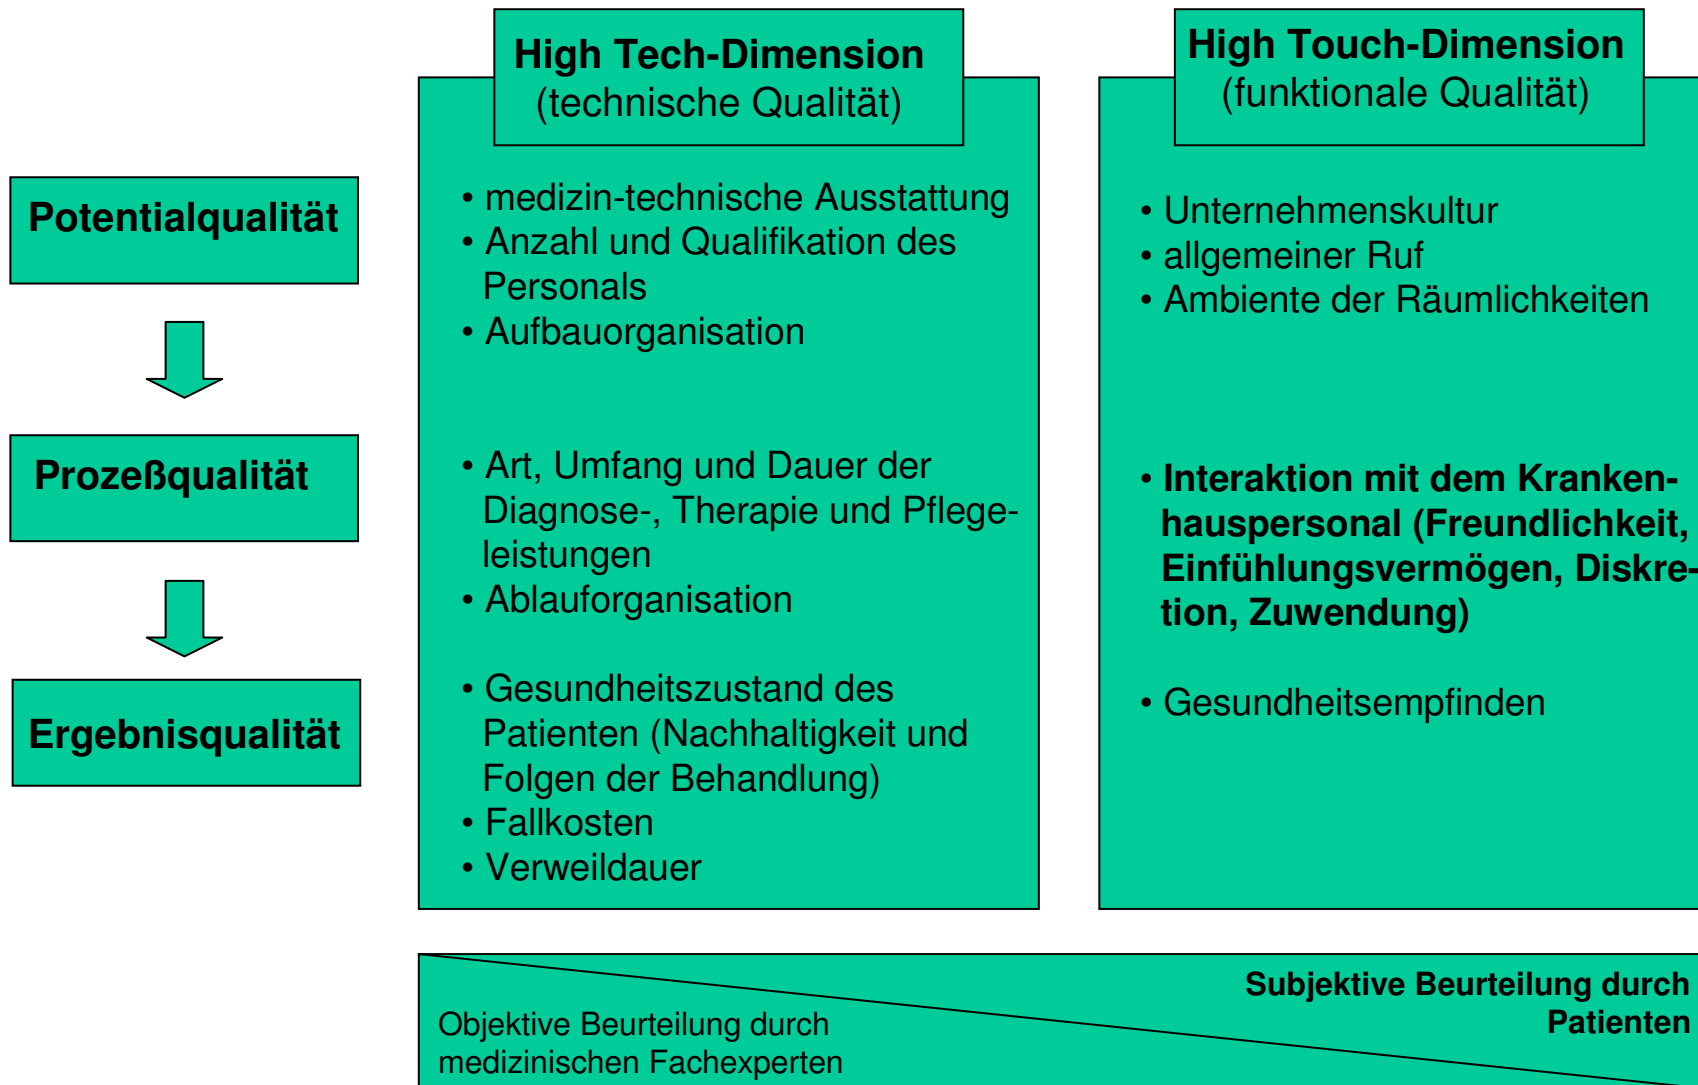 High Tech-Dimension
(technische Qualität)
High Touch-Dimension
(funktionale Qualität)
Potentialqualität
• medizin-technische Ausstattung
• Anzahl und Qualifikation des
Personals
• Aufbauorganisation
• Unternehmenskultur
• allgemeiner Ruf
• Ambiente der Räumlichkeiten
Prozeßqualität
• Art, Umfang und Dauer der
Diagnose-, Therapie und Pflege-
leistungen
• Ablauforganisation
• Interaktion mit dem Kranken-
hauspersonal (Freundlichkeit,
Einfühlungsvermögen, Diskre-
tion, Zuwendung)
Ergebnisqualität
• Gesundheitszustand des
Patienten (Nachhaltigkeit und
Folgen der Behandlung)
• Fallkosten
• Verweildauer
• Gesundheitsempfinden
Objektive Beurteilung durch
medizinischen Fachexperten
Subjektive Beurteilung durch
Patienten